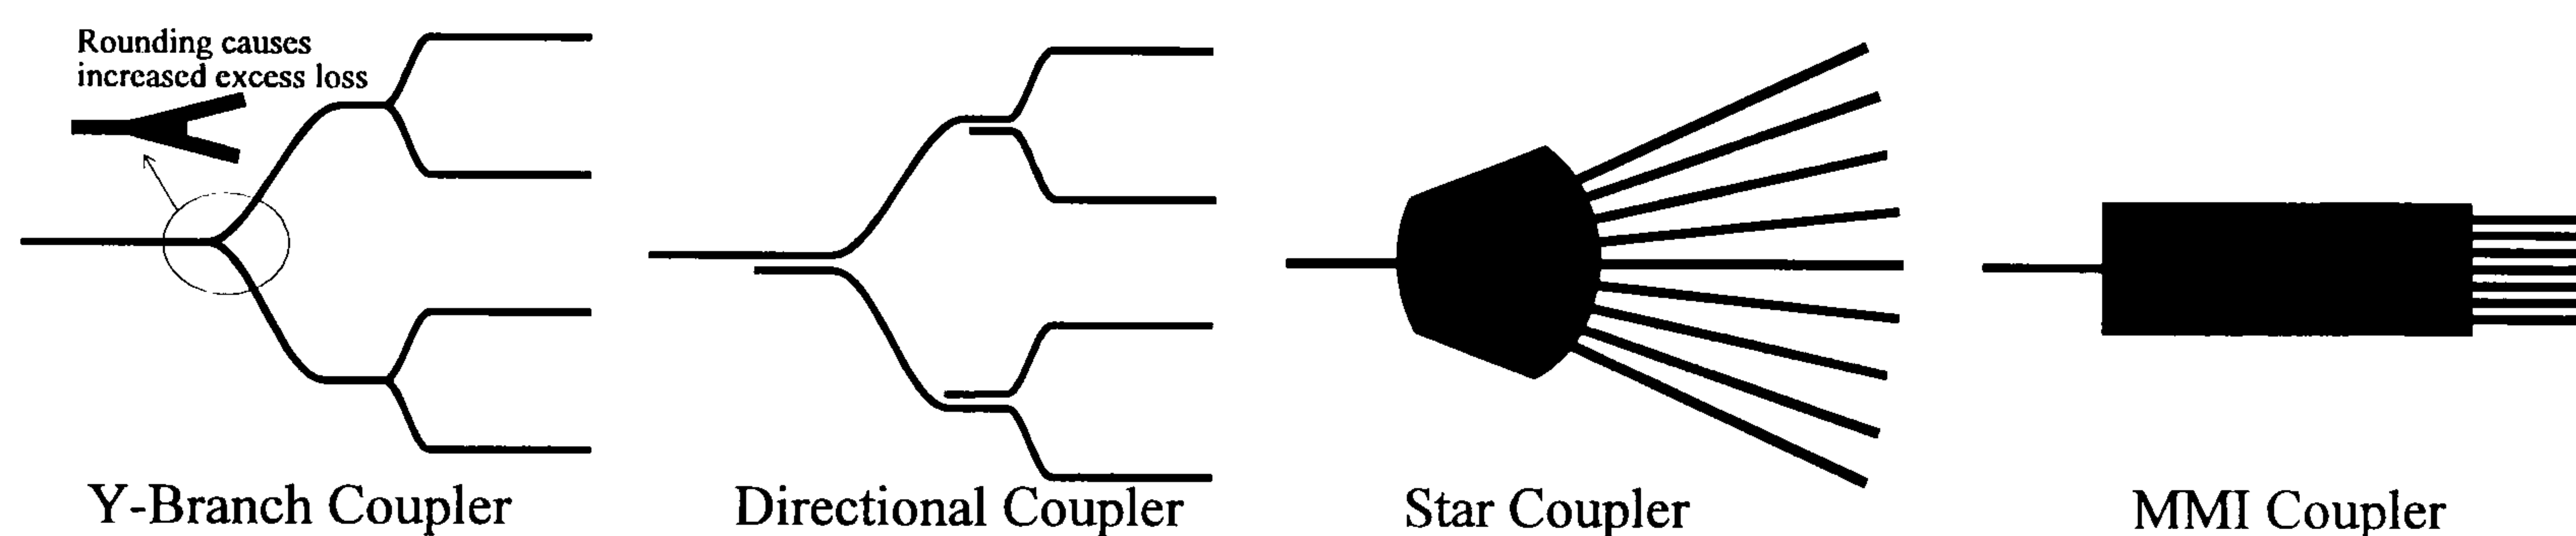 Rounding causes
increased excess loss
Y-Branch Coupler
Directional Coupler
Star Coupler
MMI Coupler